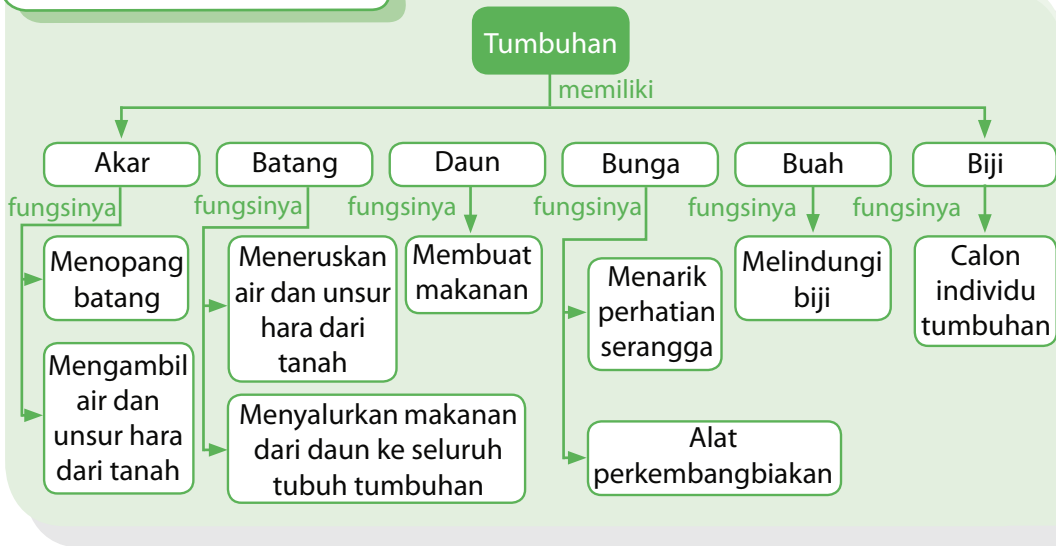 Tumbuhan
memiliki
Akar
Batang
Daun
Bunga
Buah
Biji
fungsinya
fungsinya
fungsinya
fungsinya
fungsinya
fungsinya
Menopang
batang
Mengambil
air dan
unsur hara
dari tanah
Meneruskan
air dan unsur
hara dari
tanah
Menyalurkan makanan
dari daun ke seluruh
tubuh tumbuhan
Membuat
makanan
Menarik
perhatian
serangga
Alat
perkembangbiakan
Melindungi
biji
Calon
individu
tumbuhan